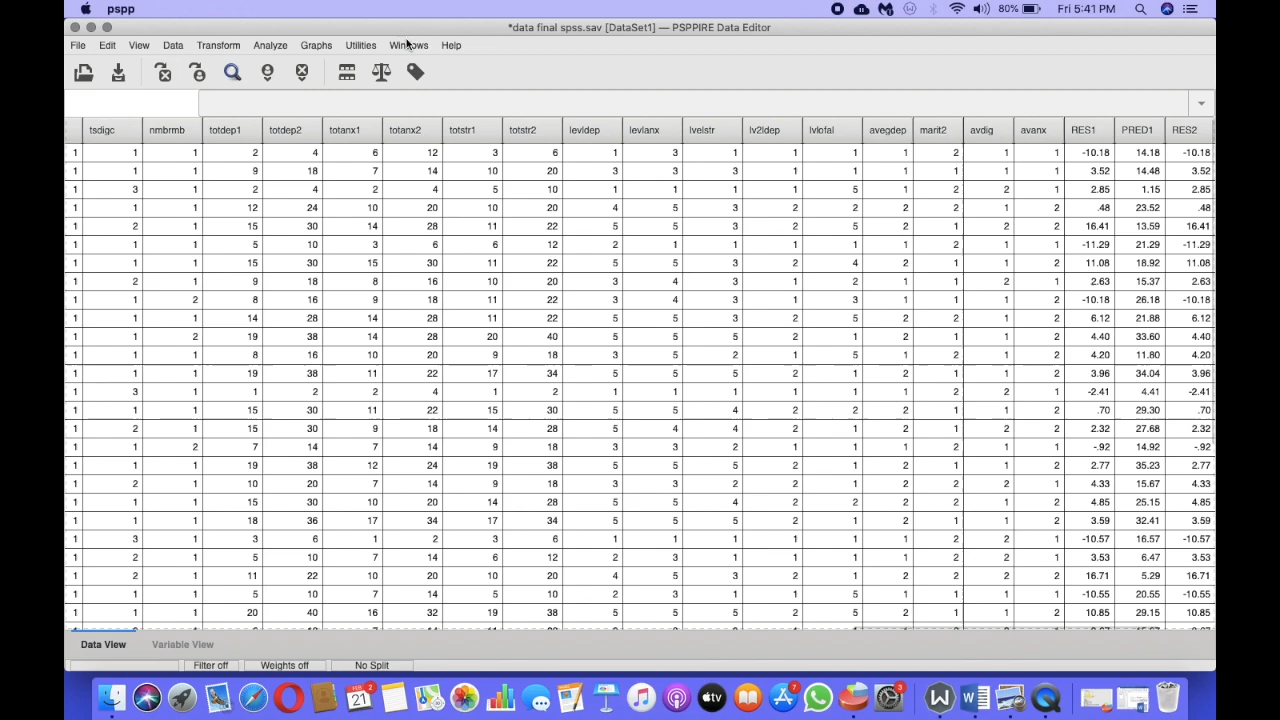 pspp 80% Fri 5:41 PM
*data final spss.sav [DataSet1] — PSPPIRE Data Editor
File Edit View Data Transform Analyze Graphs Utilities Windows Help
tsdigc nmbrmb totdep1 totdep2 totanx1 totanx2 totstr1 totstr2 levldep levlanx lvelstr lv2ldep lvlofal avegdep marit2 avdig avanx RES1 PRED1 RES2
1 1 1 2 4 6 12 3 6 1 3 1 1 1 1 2 1 1 -10.18 14.18 -10.18
1 1 1 9 18 7 14 10 20 3 3 3 1 1 1 1 1 1 3.52 14.48 3.52
1 3 1 2 4 2 4 5 10 1 1 1 1 5 1 2 2 1 2.85 1.15 2.85
1 1 1 12 24 10 20 10 20 4 5 3 2 2 2 2 1 2 .48 23.52 .48
1 2 1 15 30 14 28 11 22 5 5 3 2 5 2 1 2 2 16.41 13.59 16.41
1 1 1 5 10 3 6 6 12 2 1 1 1 1 1 2 1 1 -11.29 21.29 -11.29
1 1 1 15 30 15 30 11 22 5 5 3 2 4 2 1 1 2 11.08 18.92 11.08
1 2 1 9 18 8 16 10 20 3 4 3 1 2 1 1 2 1 2.63 15.37 2.63
1 1 2 8 16 9 18 11 22 3 4 3 1 3 1 1 1 2 -10.18 26.18 -10.18
1 1 1 14 28 14 28 11 22 5 5 3 2 5 2 1 1 2 6.12 21.88 6.12
1 1 2 19 38 14 28 20 40 5 5 5 2 1 2 1 1 2 4.40 33.60 4.40
1 1 1 8 16 10 20 9 18 3 5 2 1 5 1 2 1 2 4.20 11.80 4.20
1 1 1 19 38 11 22 17 34 5 5 5 2 1 2 1 1 2 3.96 34.04 3.96
1 3 1 1 2 2 4 1 2 1 1 1 1 1 1 2 2 1 -2.41 4.41 -2.41
1 1 1 15 30 11 22 15 30 5 5 4 2 2 2 1 1 2 .70 29.30 .70
1 2 1 15 30 9 18 14 28 5 4 4 2 1 2 1 2 2 2.32 27.68 2.32
1 1 2 7 14 7 14 9 18 3 3 2 1 1 1 2 1 1 -.92 14.92 -.92
1 1 1 19 38 12 24 19 38 5 5 5 2 1 2 1 1 2 2.77 35.23 2.77
1 2 1 10 20 7 14 9 18 3 3 2 2 1 2 2 2 1 4.33 15.67 4.33
1 1 1 15 30 10 20 14 28 5 5 4 2 2 2 2 1 2 4.85 25.15 4.85
1 1 1 18 36 17 34 17 34 5 5 5 2 1 2 1 1 2 3.59 32.41 3.59
1 3 1 3 6 1 2 3 6 1 1 1 1 1 1 2 2 1 -10.57 16.57 -10.57
1 2 1 5 10 7 14 6 12 2 3 1 1 1 1 2 2 1 3.53 6.47 3.53
1 2 1 11 22 10 20 10 20 4 5 3 2 1 2 2 2 2 16.71 5.29 16.71
1 1 1 5 10 7 14 5 10 2 3 1 1 5 1 2 1 1 -10.55 20.55 -10.55
1 1 1 20 40 16 32 19 38 5 5 5 2 5 2 1 1 2 10.85 29.15 10.85
Data View Variable View
Filter off Weights off No Split